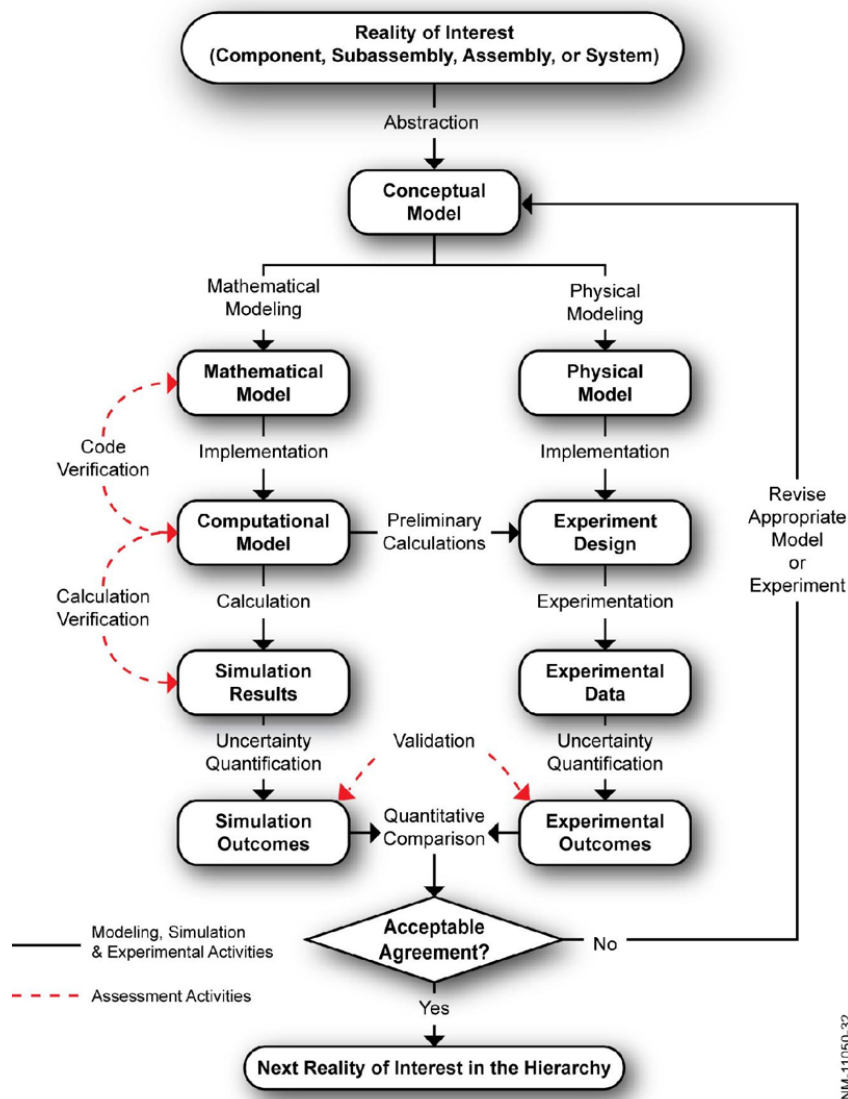 Reality of Interest
(Component, Subassembly, Assembly, or System)
Abstraction
Conceptual
Model
Mathematical
Modeling
Physical
Modeling
Mathematical
Model
Physical
Model
Code
Verification
Implementation
Implementation
Revise
Appropriate
Model
or
Experiment
Computational
Model
Preliminary
Calculations
Experiment
Design
Calculation
Verification
Calculation
Experimentation
Simulation
Results
Experimental
Data
Uncertainty
Quantification
Validation
Uncertainty
Quantification
Simulation
Outcomes
Quantitative
Comparison
Experimental
Outcomes
Modeling, Simulation
& Experimental Activities
Acceptable
Agreement?
No
Assessment Activities
Yes
Next Reality of Interest in the Hierarchy
NM-11050-32